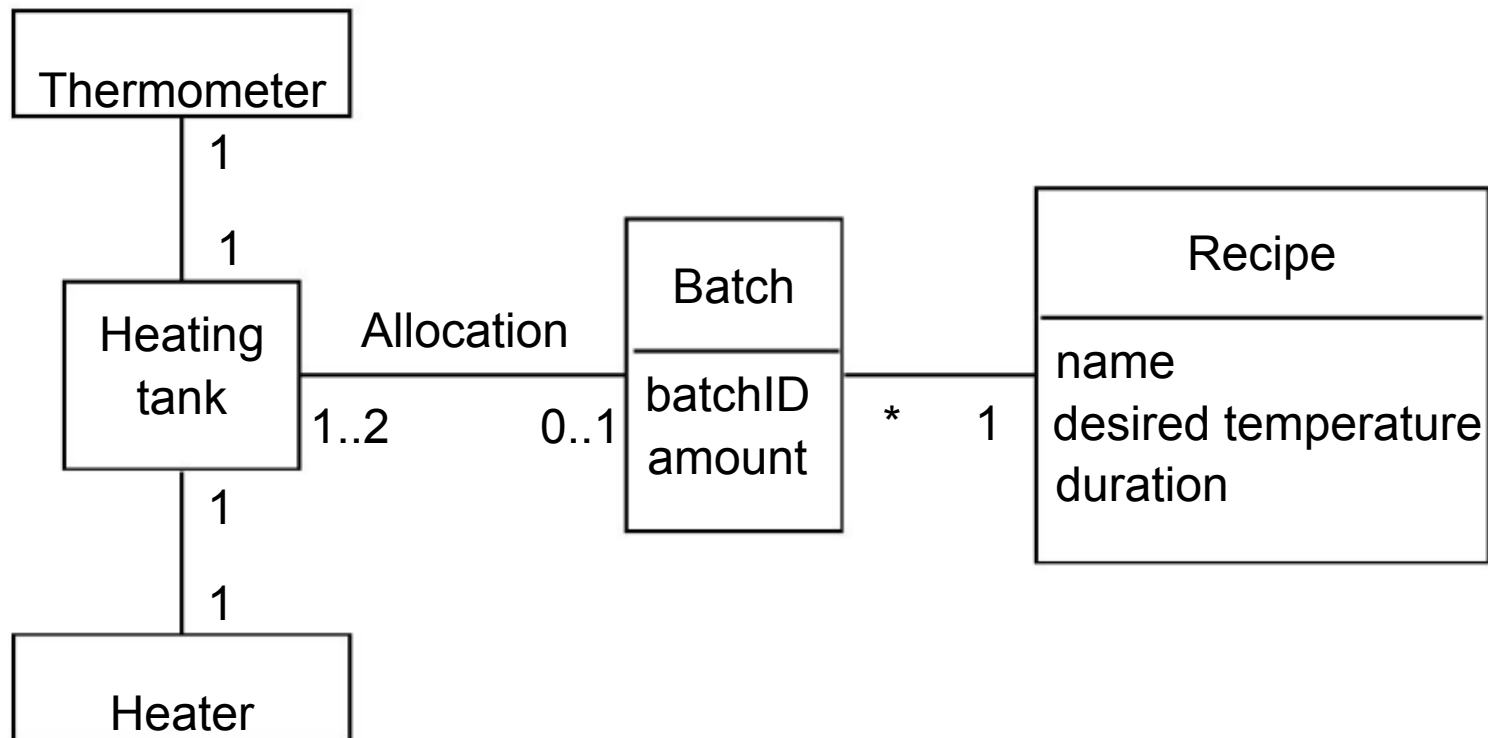 Thermometer
1
1
Heating
tank
Allocation
1..2
0..1
Batch
batchID
amount
*
1
Recipe
name
desired temperature
duration
1
1
Heater